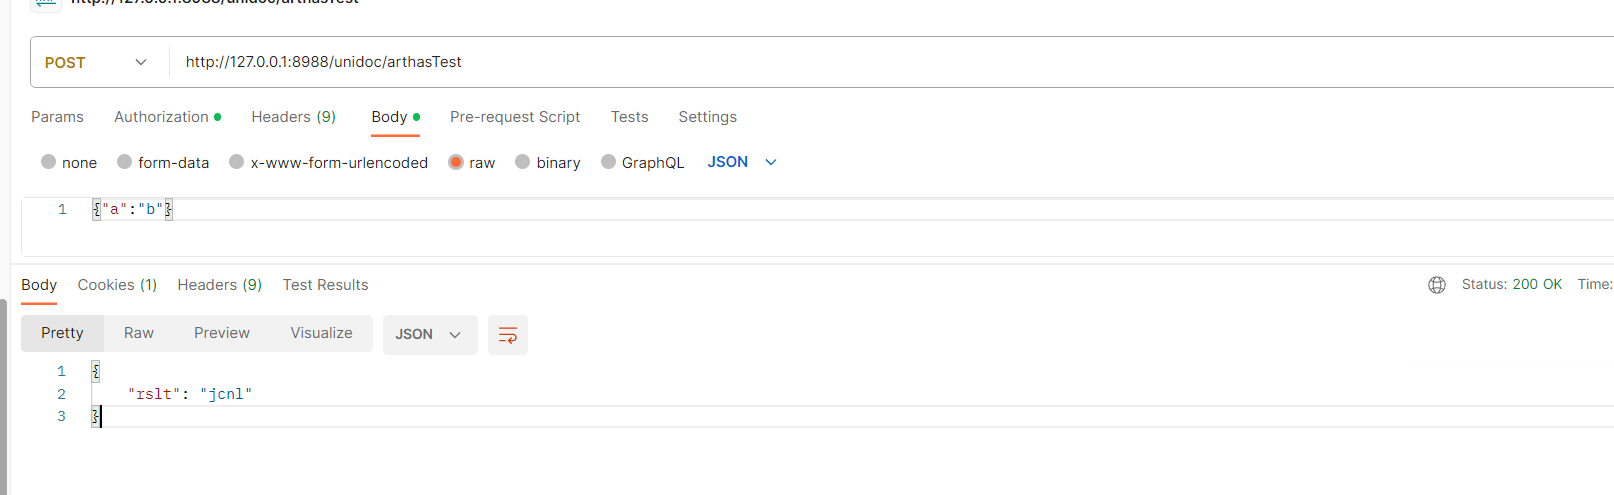 http://127.0.0.1:8988/unidoc/arthasTest
POST http://127.0.0.1:8988/unidoc/arthasTest
Params Authorization Headers (9) Body Pre-request Script Tests Settings
none form-data x-www-form-urlencoded raw binary GraphQL JSON
1 {"a":"b"}
Body Cookies (1) Headers (9) Test Results Status: 200 OK Time:
Pretty Raw Preview Visualize JSON
1 {
2 "rslt": "jcnl"
3 }